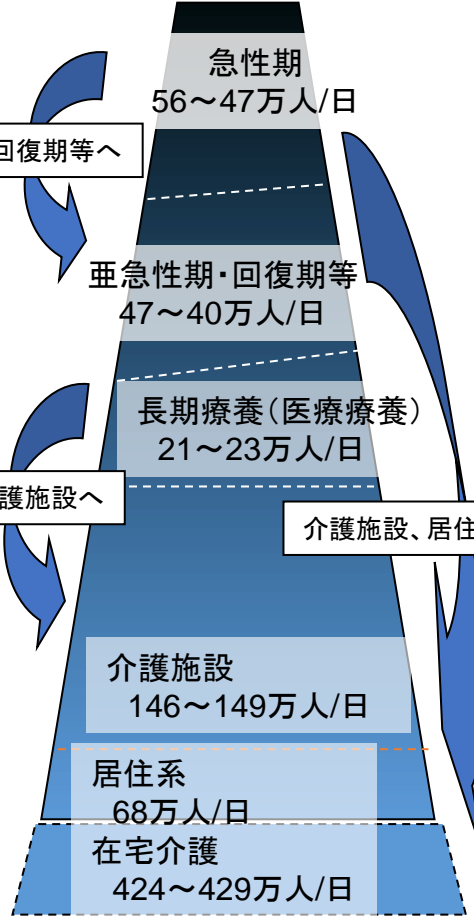 急性期
56～47万人/日
回復期等へ
亜急性期・回復期等
47～40万人/日
長期療養（医療療養）
21～23万人/日
護施設へ
介護施設、居住
介護施設
146～149万人/日
居住系
68万人/日
在宅介護
424～429万人/日